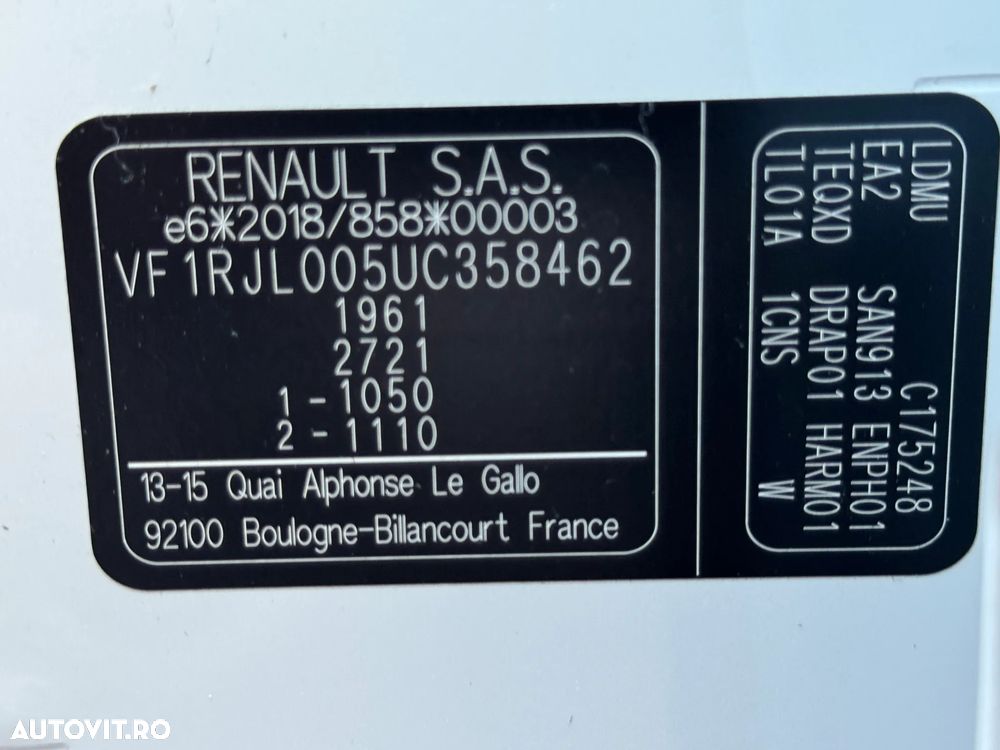 RENAULT S.A.S.
e6*2018/858*00003
VF1RJL005UC358462
1961
2721
1-1050
2-1110
13-15 Quai Alphonse Le Gallo
92100 Boulogne-Billancourt France
LDMU C175248
EA2 SAN913 ENPH01
TEQXD DRAP01 HARM01
TL01A 1CNS W
AUTOVIT.RO